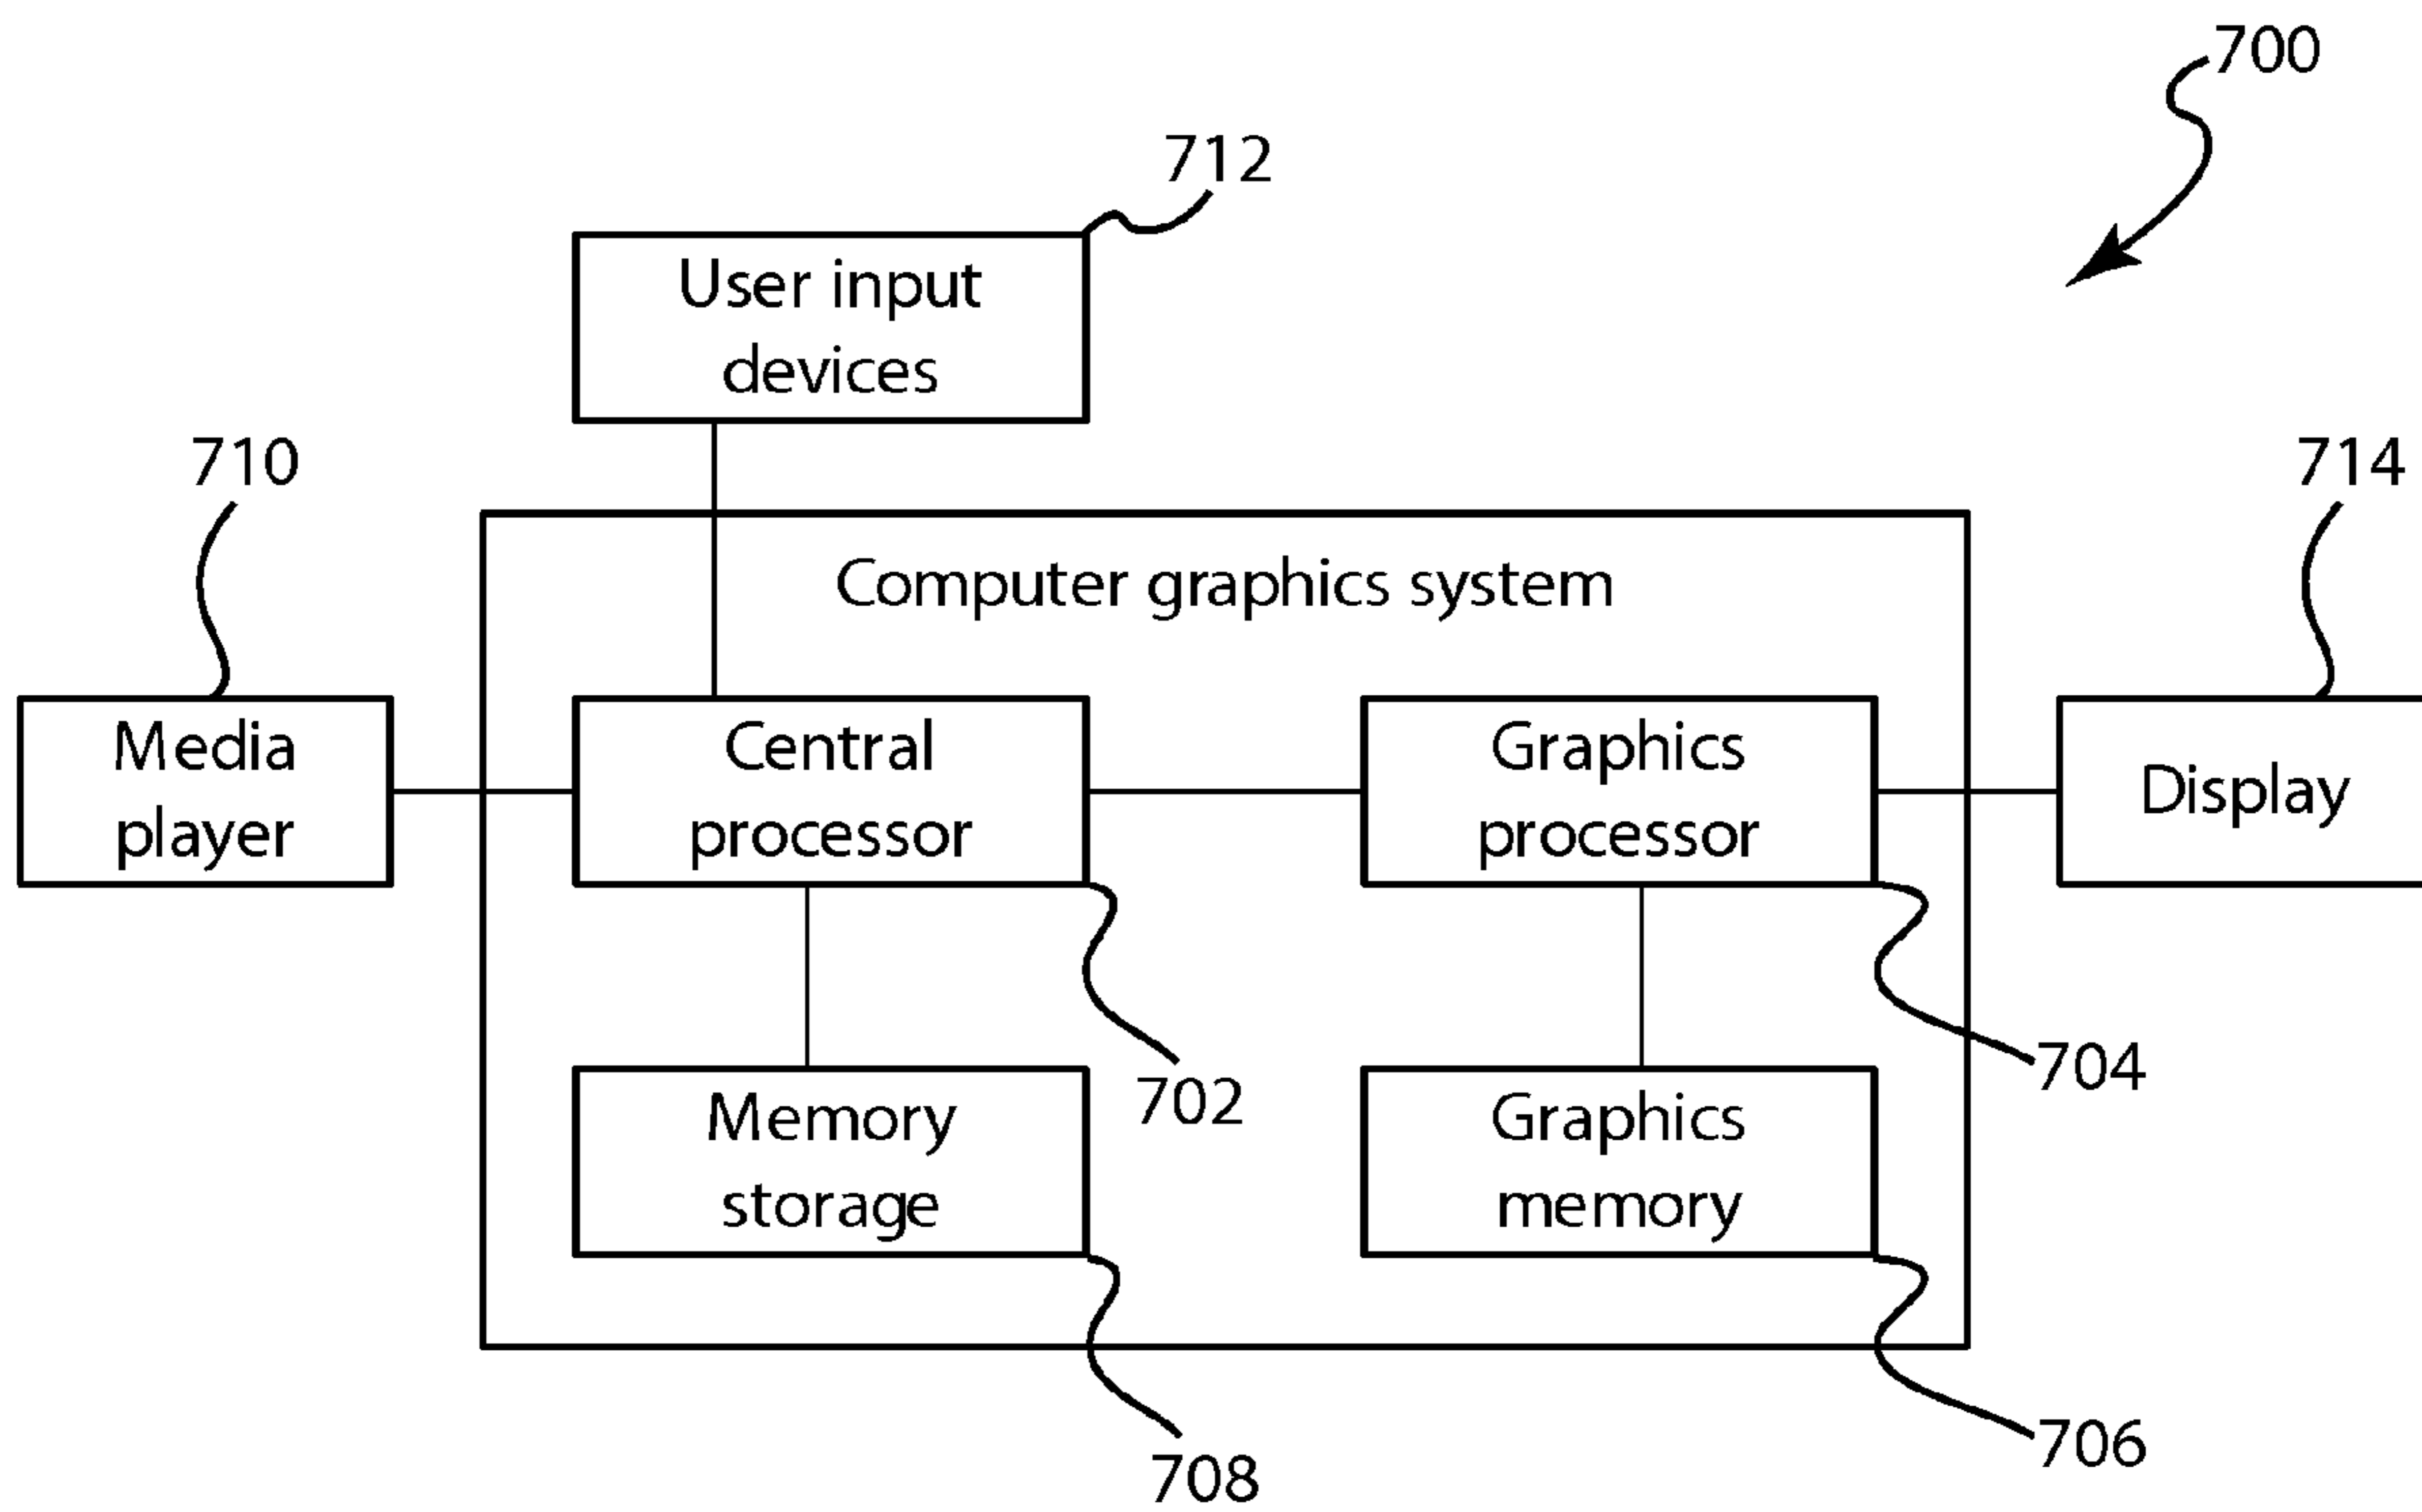 700
712
User input
devices
710
714
Computer graphics system
Media
player
Central
processor
Graphics
processor
Display
702
704
Memory
storage
Graphics
memory
708
706